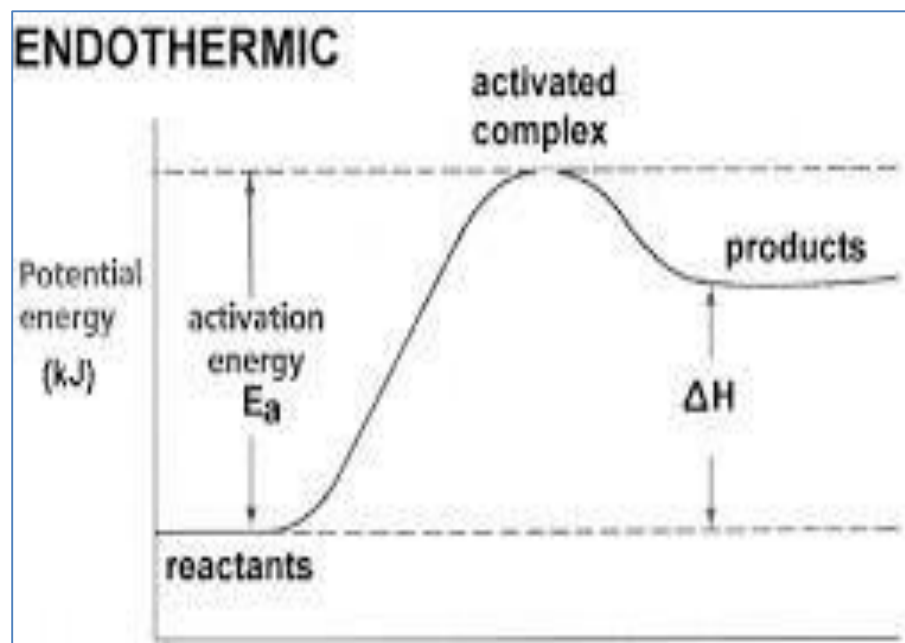 ENDOTHERMIC
activated
complex
products
Potential
energy
(kJ)
activation
energy
Ea
ΔH
reactants